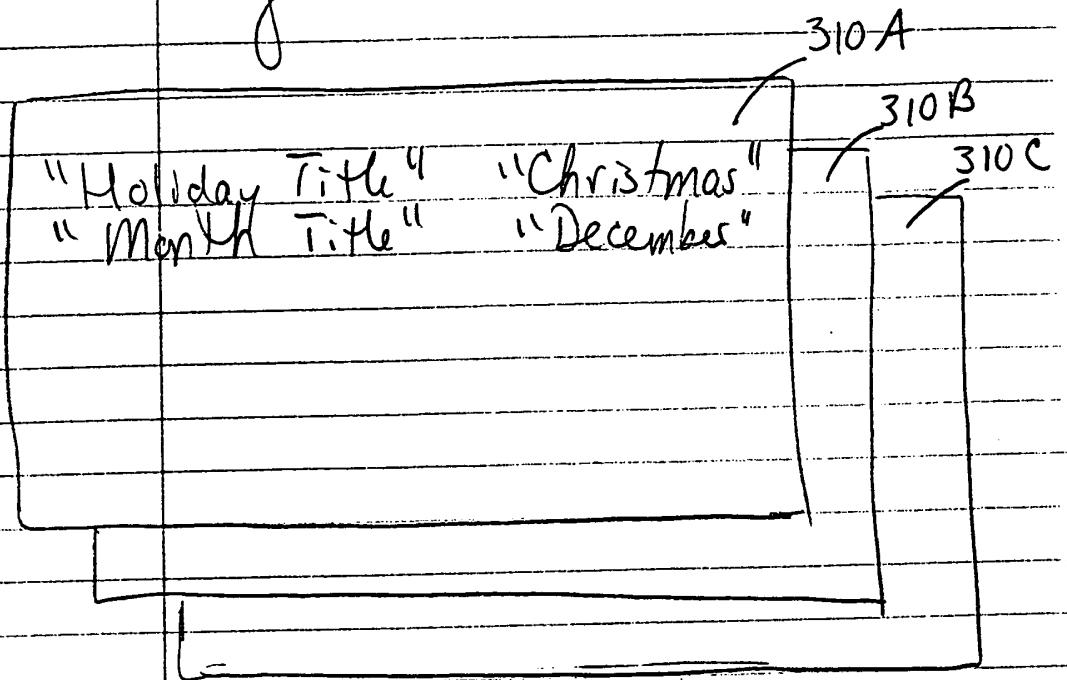 310A
310B
310C
"Holiday Title" "Christmas"
"Month Title" "December"